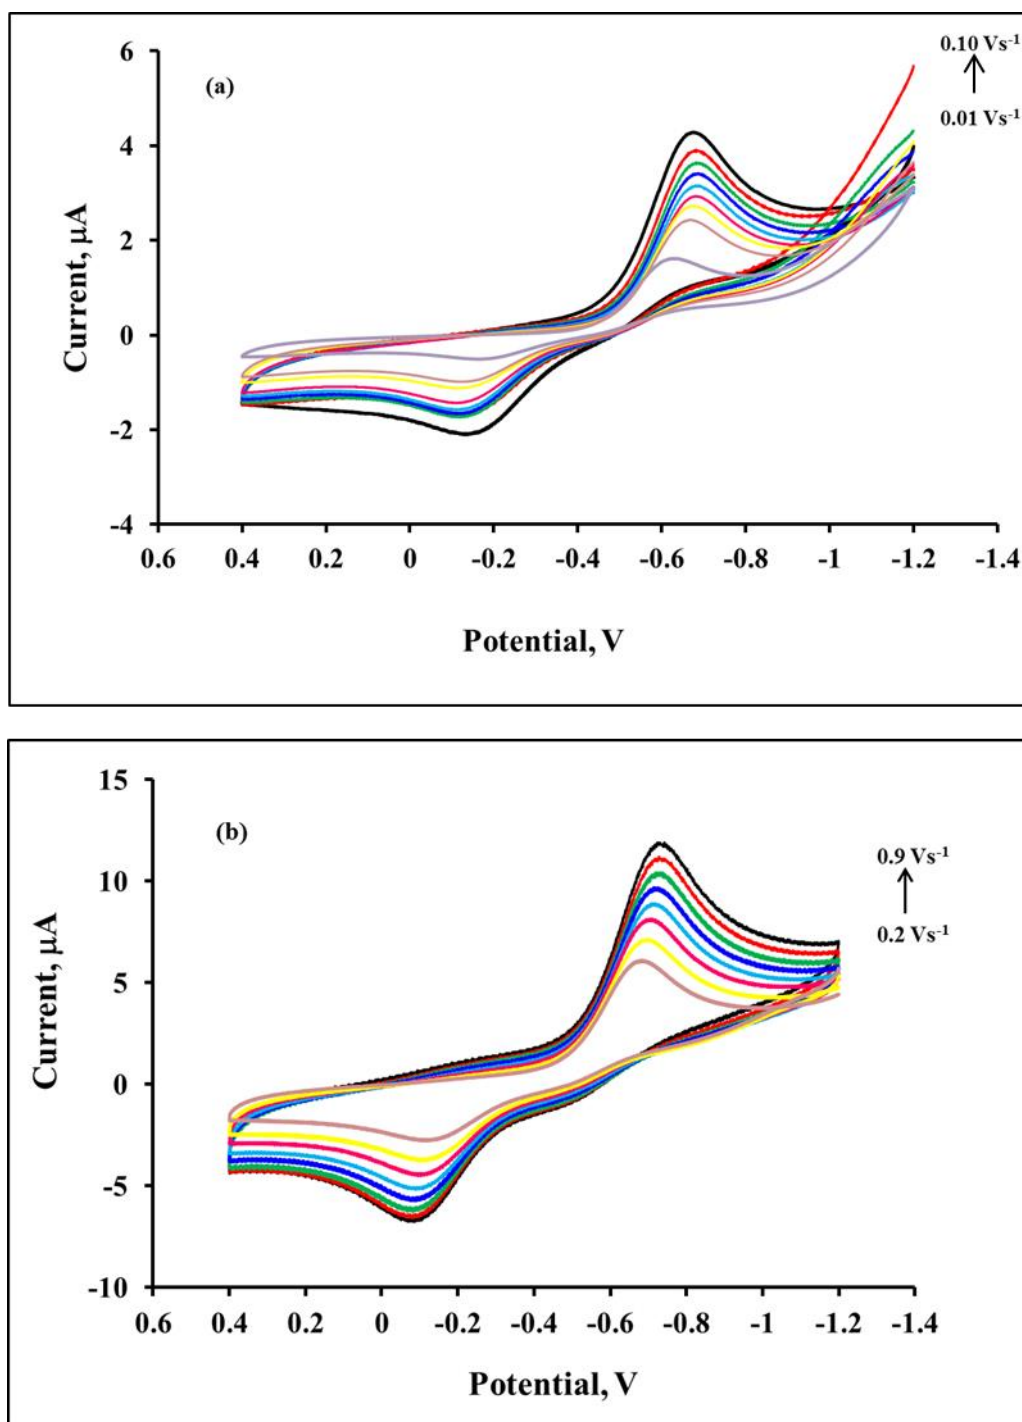 (a)
0.10 Vs⁻¹
0.01 Vs⁻¹
6
4
2
0
-2
-4
Current, µA
0.6 0.4 0.2 0 -0.2 -0.4 -0.6 -0.8 -1 -1.2 -1.4
Potential, V
(b)
0.9 Vs⁻¹
0.2 Vs⁻¹
15
10
5
0
-5
-10
Current, µA
0.6 0.4 0.2 0 -0.2 -0.4 -0.6 -0.8 -1 -1.2 -1.4
Potential, V